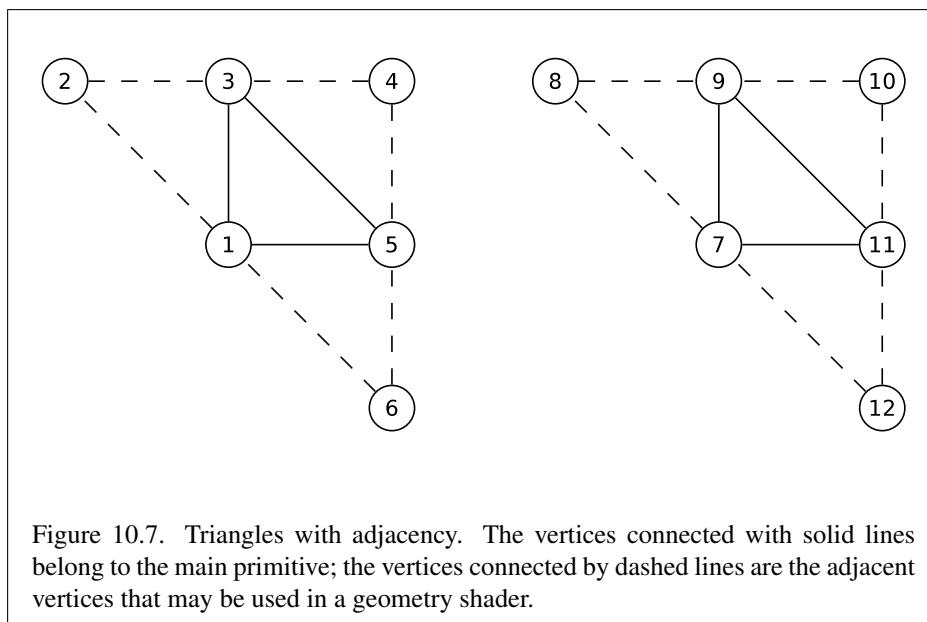 2 3 4 8 9 10
1 5 7 11
6 12
Figure 10.7. Triangles with adjacency. The vertices connected with solid lines
belong to the main primitive; the vertices connected by dashed lines are the adjacent
vertices that may be used in a geometry shader.